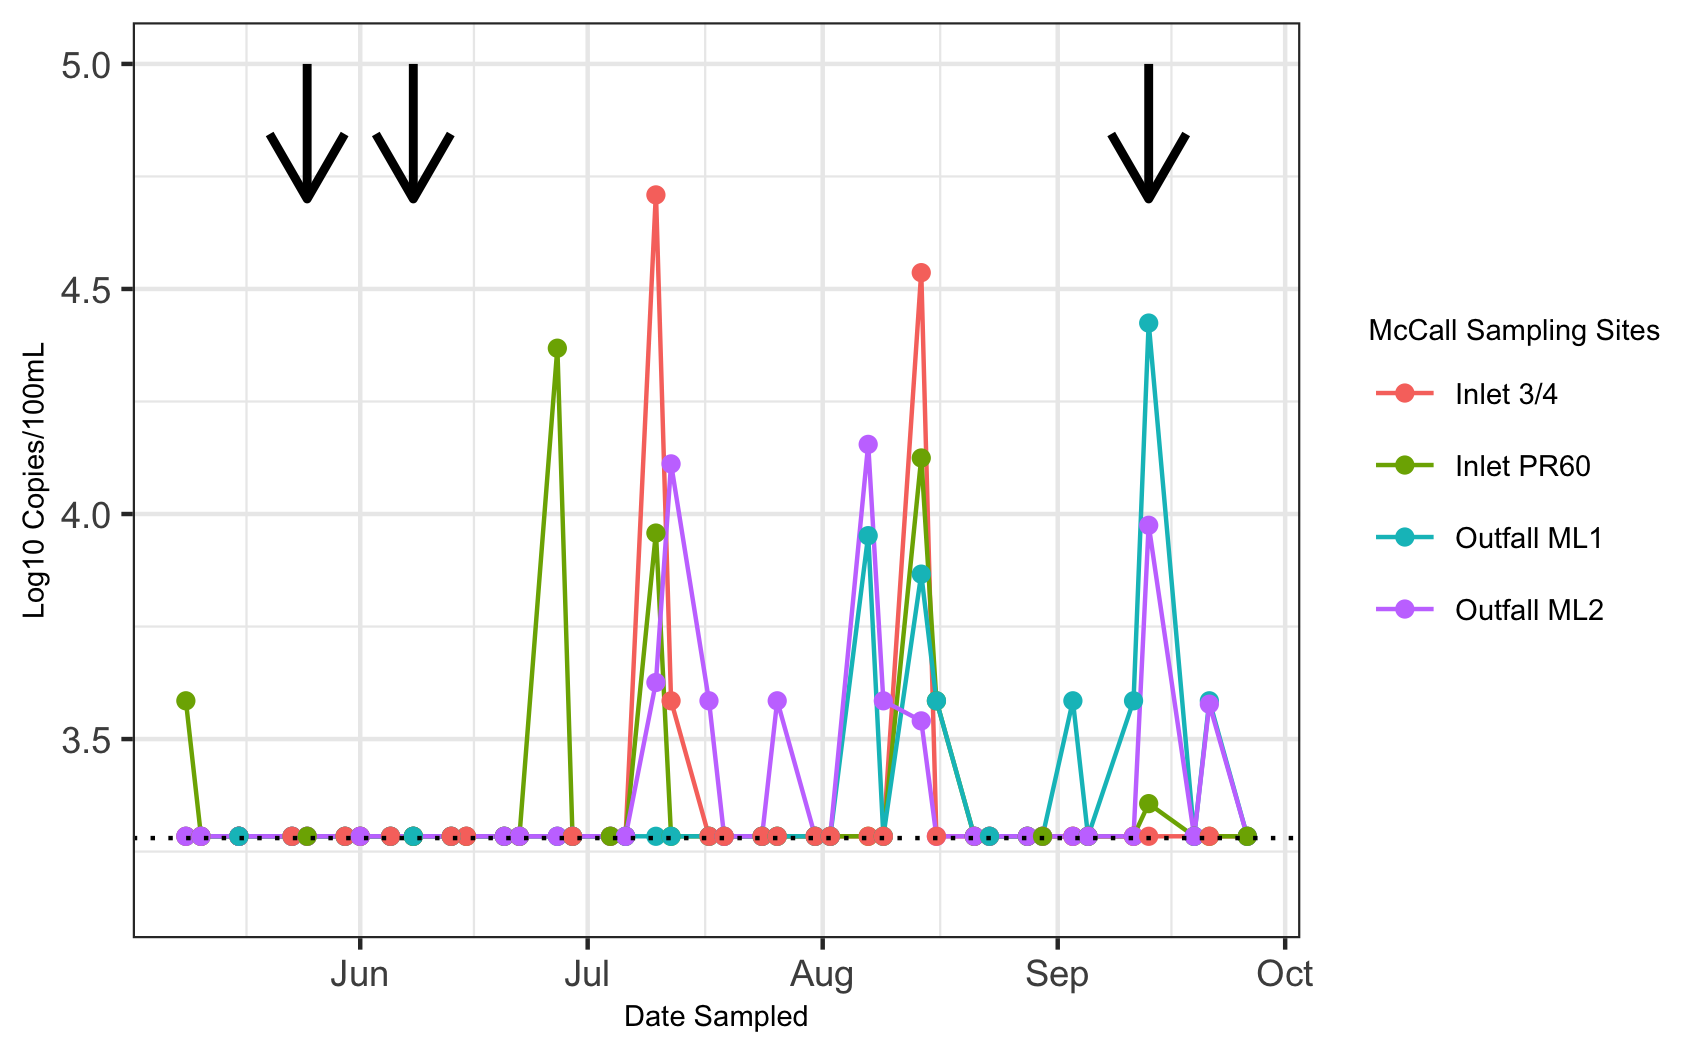 5.0
4.5
4.0
3.5
Log10 Copies/100mL
Jun
Jul
Aug
Sep
Oct
Date Sampled
McCall Sampling Sites
Inlet 3/4
Inlet PR60
Outfall ML1
Outfall ML2